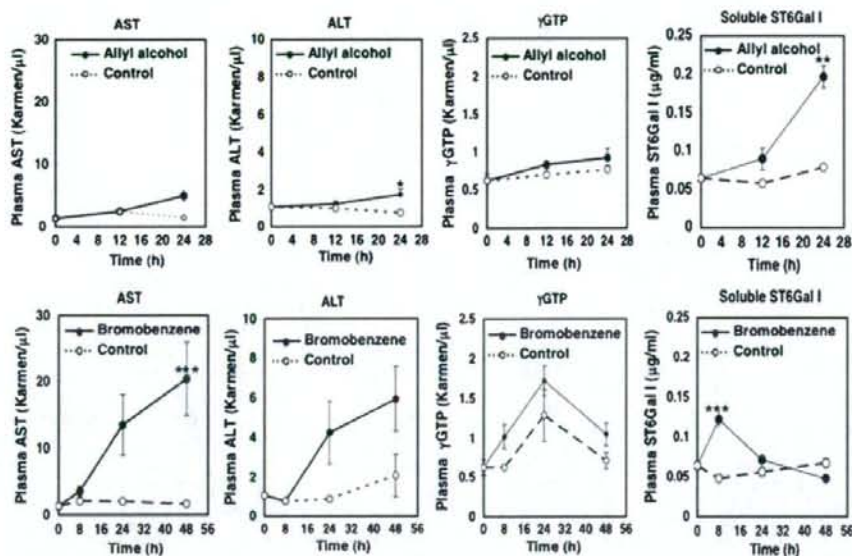 AST
Plasma AST (Karmen/μl)
30
20
10
0
Allyl alcohol
Control
0 4 8 12 16 20 24 28
Time (h)
ALT
Plasma ALT (Karmen/μl)
10
8
6
4
2
0
Allyl alcohol
Control
*
0 4 8 12 16 20 24 28
Time (h)
γGTP
Plasma γGTP (Karmen/μl)
2.5
2
1.5
1
0.5
0
Allyl alcohol
Control
0 4 8 12 16 20 24 28
Time (h)
Soluble ST6Gal I
Plasma ST6Gal I (μg/ml)
0.25
0.2
0.15
0.1
0.05
0
Allyl alcohol
Control
**
0 4 8 12 16 20 24 28
Time (h)
AST
Plasma AST (Karmen/μl)
30
20
10
0
Bromobenzene
Control
***
0 8 16 24 32 40 48 56
Time (h)
ALT
Plasma ALT (Karmen/μl)
10
8
6
4
2
0
Bromobenzene
Control
0 8 16 24 32 40 48 56
Time (h)
γGTP
Plasma γGTP (Karmen/μl)
2.5
2
1.5
1
0.5
0
Bromobenzene
Control
0 8 16 24 32 40 48 56
Time (h)
Soluble ST6Gal I
Plasma ST6Gal I (μg/ml)
0.25
0.2
0.15
0.1
0.05
0
Bromobenzene
Control
***
0 8 16 24 32 40 48 56
Time (h)